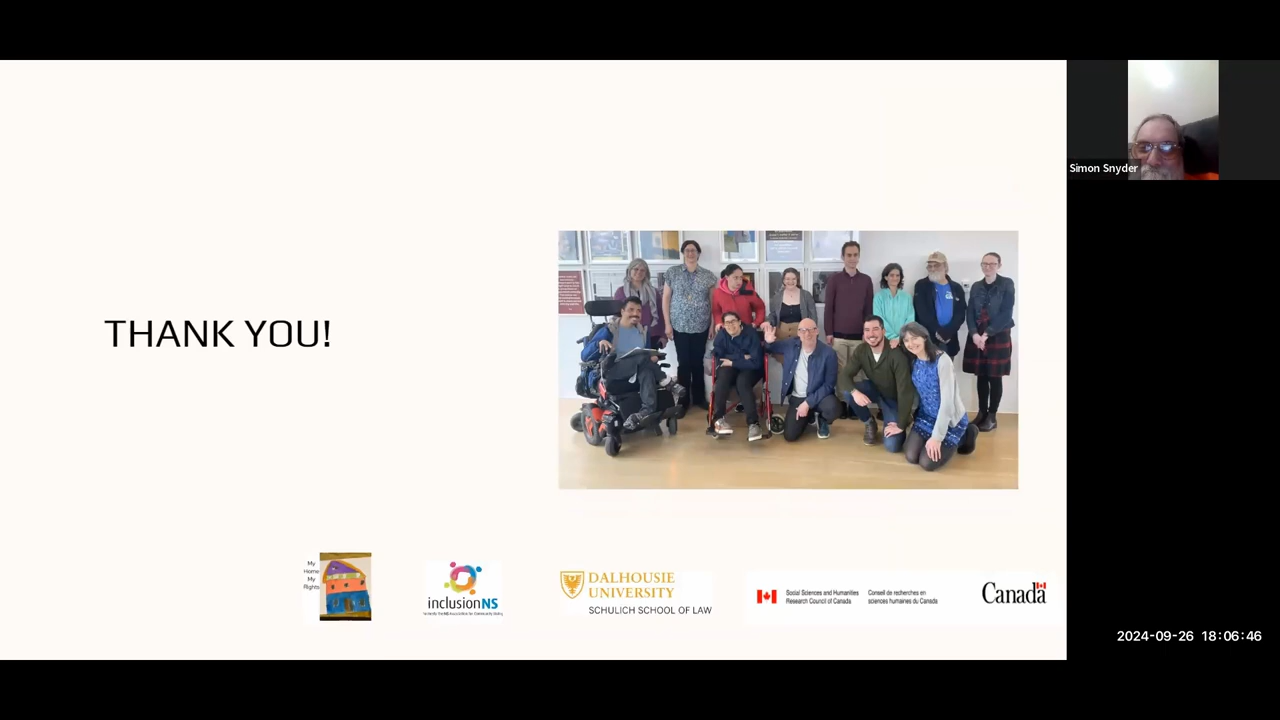 Simon Snyder
THANK YOU!
My
Home
My
Rights
inclusionNS
DALHOUSIE
UNIVERSITY
SCHULICH SCHOOL OF LAW
Social Sciences and Humanities
Research Council of Canada
Conseil de recherches en
sciences humaines du Canada
Canada
2024-09-26 18:06:46